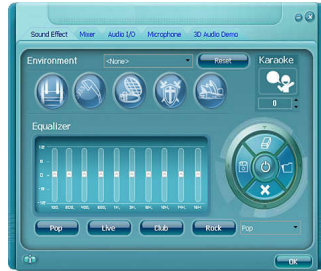 Sound Effect Mixer Audio I/O Microphone 3D Audio Demo
Environment <None> Reset Karaoke
0
Equalizer
Pop Live Club Rock Pop
OK